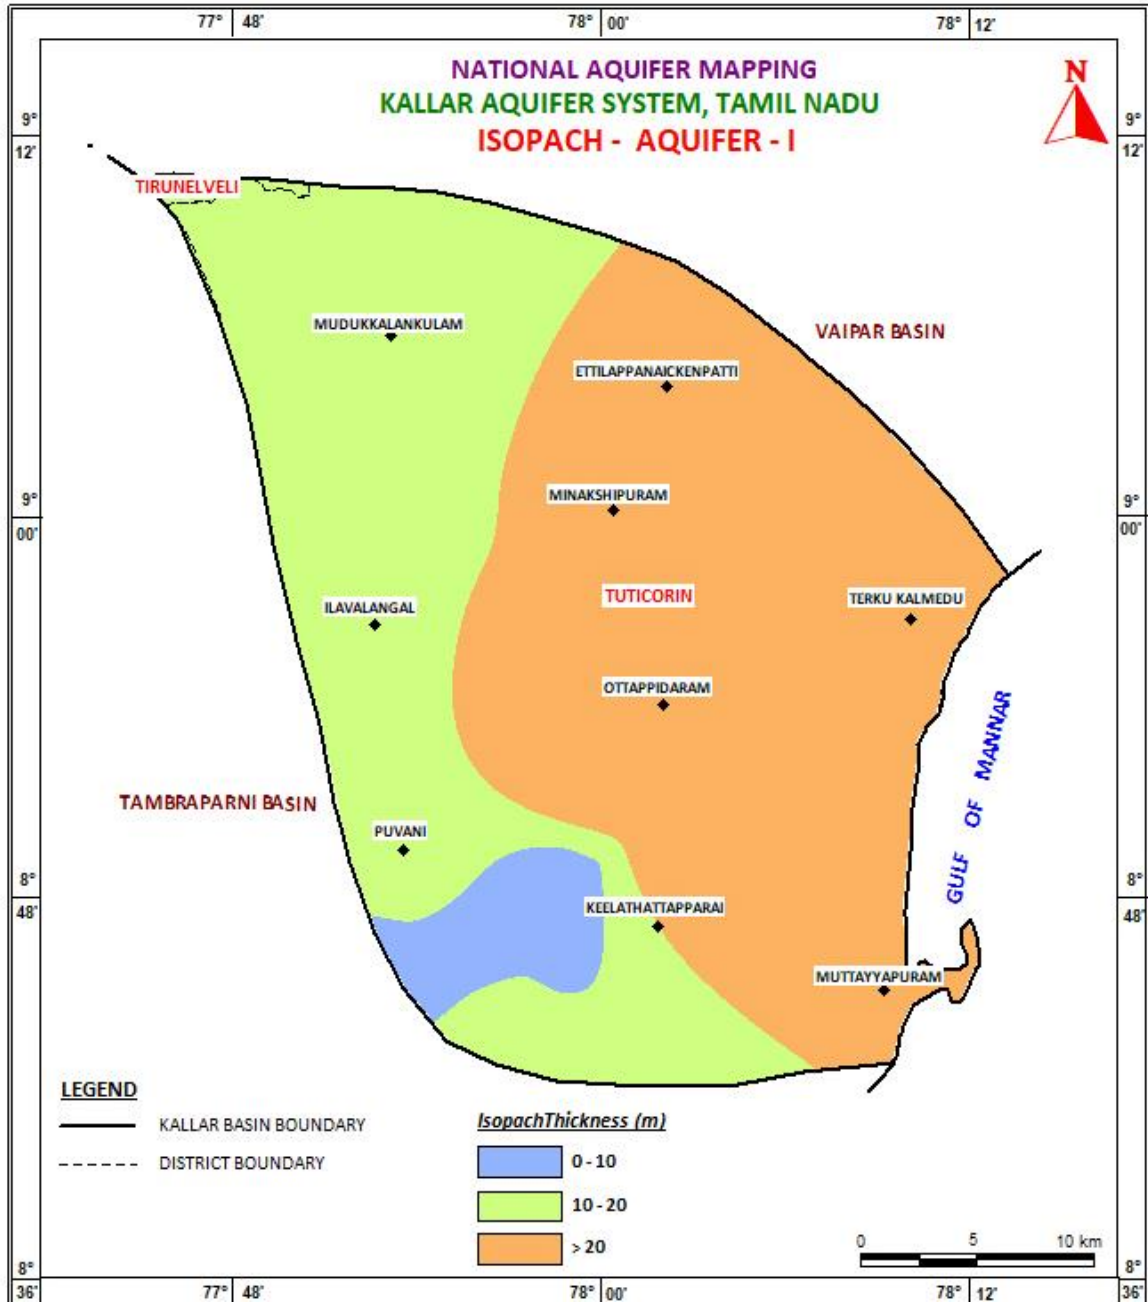 77° 48'
78° 00'
78° 12'
NATIONAL AQUIFER MAPPING
KALLAR AQUIFER SYSTEM, TAMIL NADU
ISOPACH - AQUIFER - I
N
9°
12'
9°
12'
TIRUNELVELI
MUDUKKALANKULAM
VAIPAR BASIN
ETTILAPPANAICKENPATTI
MINAKSHIPURAM
9°
00'
9°
00'
TUTICORIN
ILAVALANGAL
TERKU KALMEDU
OTTAPPIDARAM
GULF OF MANNAR
TAMBRAPARNI BASIN
PUVANI
8°
48'
8°
48'
KEELATHATTAPPARAI
MUTTAYYAPURAM
LEGEND
KALLAR BASIN BOUNDARY
DISTRICT BOUNDARY
IsopachThickness (m)
0 - 10
10 - 20
> 20
0 5 10 km
8°
36'
8°
36'
77° 48'
78° 00'
78° 12'